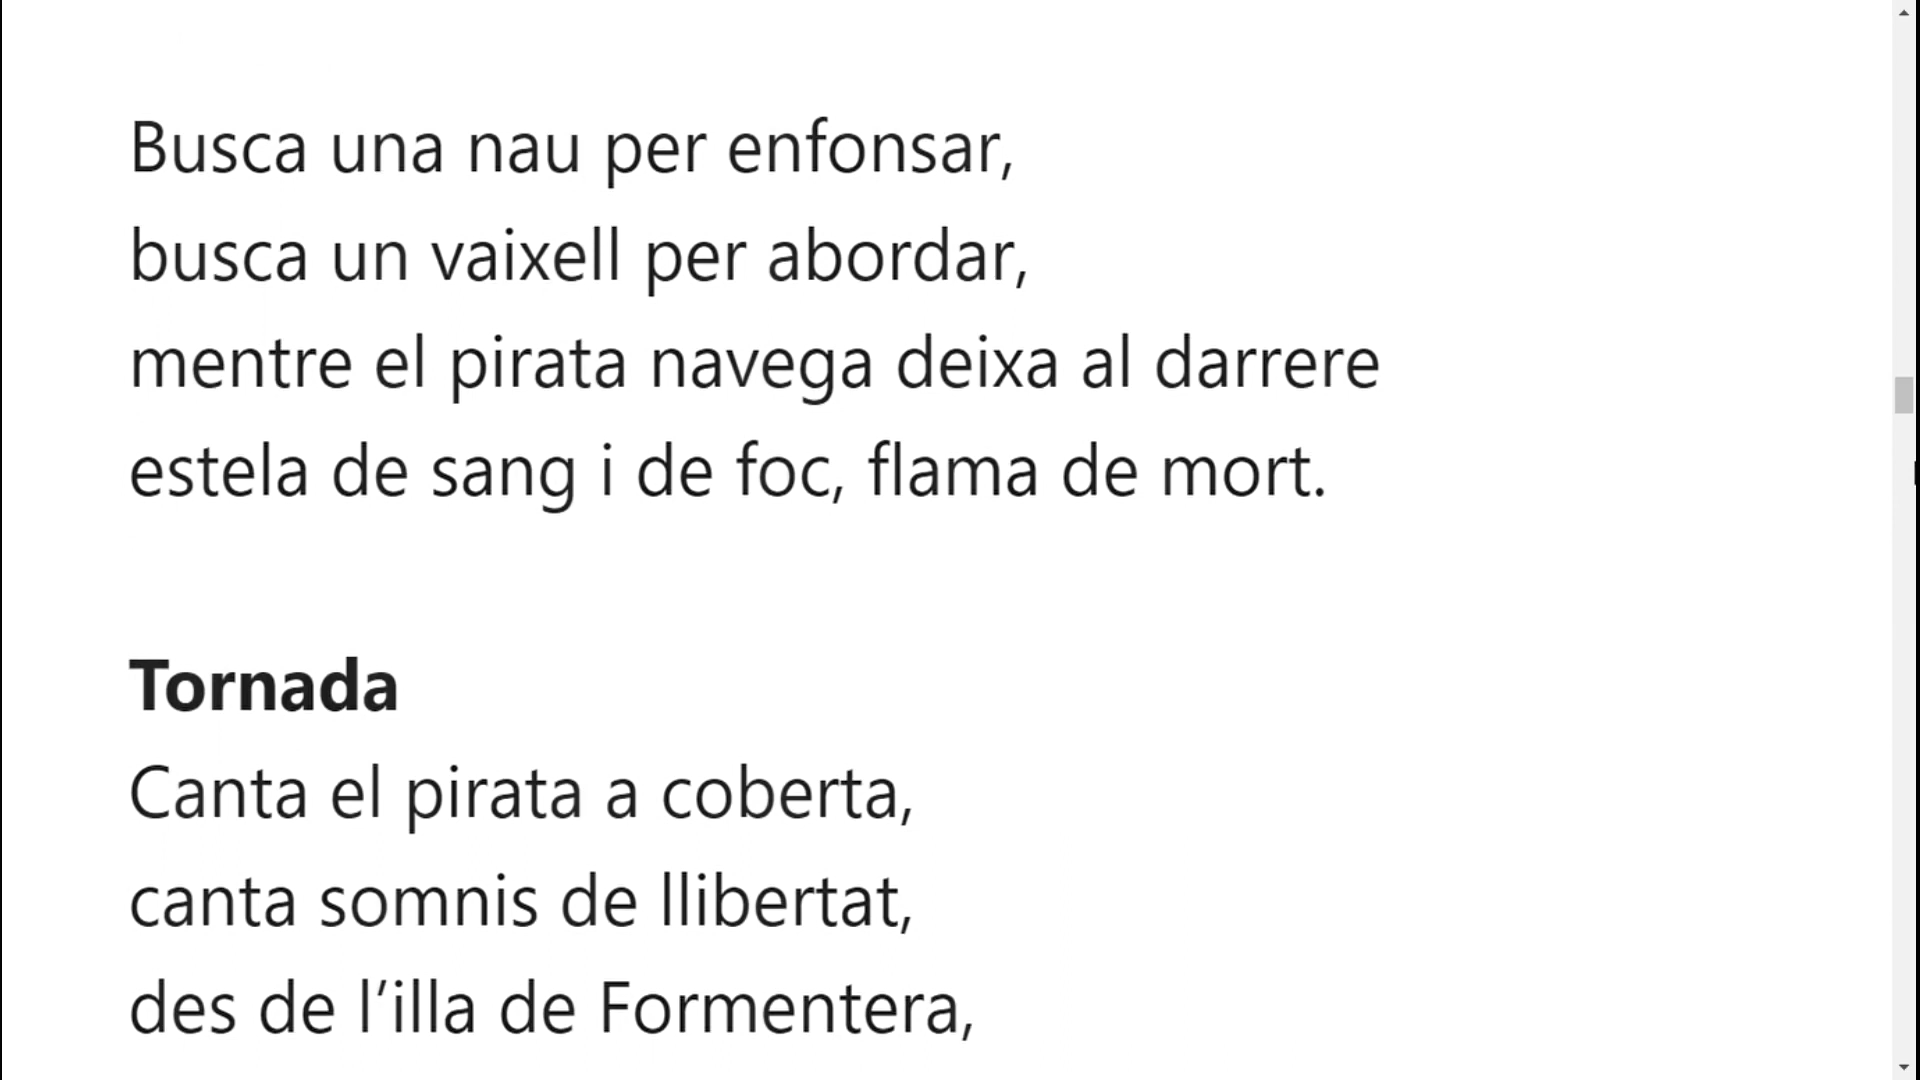 Busca una nau per enfonsar,
busca un vaixell per abordar,
mentre el pirata navega deixa al darrere
estela de sang i de foc, flama de mort.
Tornada
Canta el pirata a coberta,
canta somnis de llibertat,
des de l’illa de Formentera,